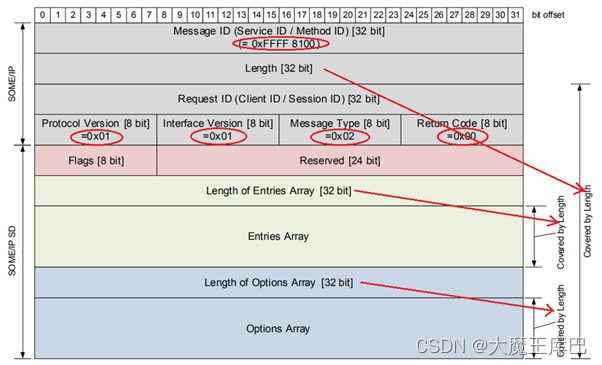 0 1 2 3 4 5 6 7 8 9 10 11 12 13 14 15 16 17 18 19 20 21 22 23 24 25 26 27 28 29 30 31 bit offset
SOME/IP
Message ID (Service ID / Method ID) [32 bit]
(= 0xFFFF 8100)
Length [32 bit]
Request ID (Client ID / Session ID) [32 bit]
Protocol Version [8 bit] Interface Version [8 bit] Message Type [8 bit] Return Code [8 bit]
=0x01 =0x01 =0x02 =0x00
SOME/IP SD
Flags [8 bit] Reserved [24 bit]
Length of Entries Array [32 bit]
Entries Array
Covered by Length
Covered by Length
Length of Options Array [32 bit]
Options Array
Covered by Length
CSDN @大魔王库巴